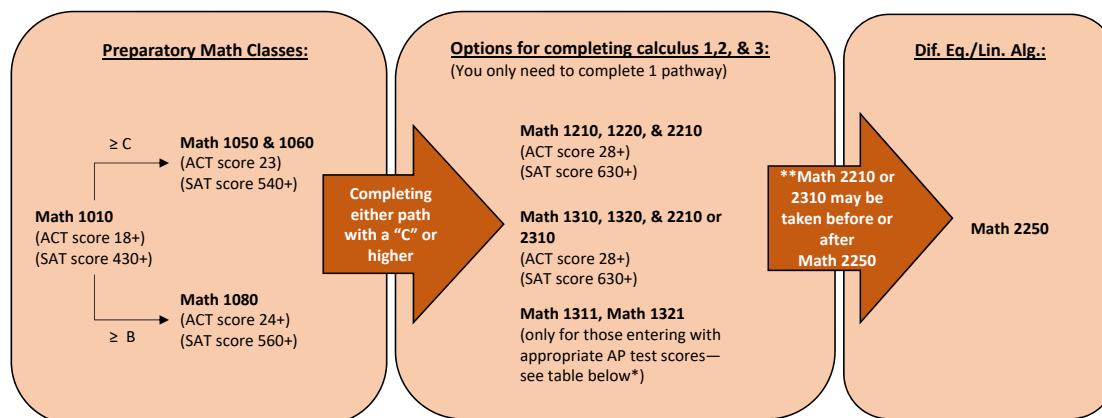 Preparatory Math Classes:
≥ C
Math 1050 & 1060
(ACT score 23)
(SAT score 540+)
Math 1010
(ACT score 18+)
(SAT score 430+)
Math 1080
(ACT score 24+)
(SAT score 560+)
≥ B
Completing
either path
with a “C” or
higher
Options for completing calculus 1,2, & 3:
(You only need to complete 1 pathway)
Math 1210, 1220, & 2210
(ACT score 28+)
(SAT score 630+)
Math 1310, 1320, & 2210 or
2310
(ACT score 28+)
(SAT score 630+)
Math 1311, Math 1321
(only for those entering with
appropriate AP test scores—
see table below*)
**Math 2210 or
2310 may be
taken before or
after
Math 2250
Dif. Eq./Lin. Alg.:
Math 2250